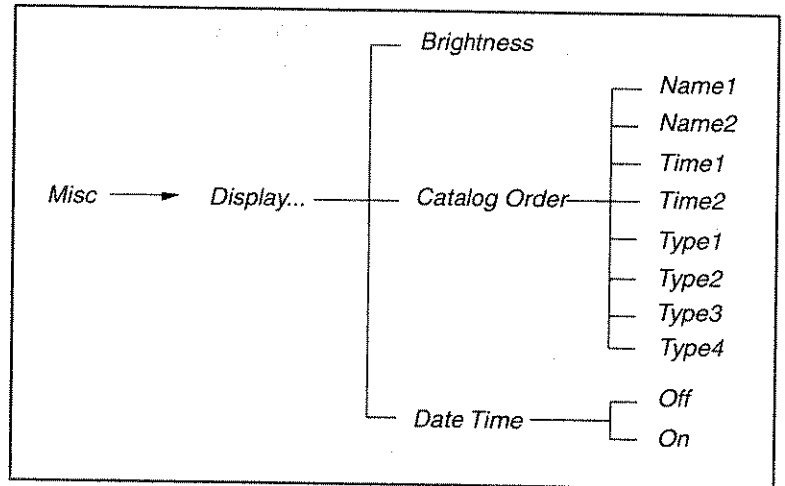 Brightness
Name1
Name2
Time1
Misc Display... Catalog Order Time2
Type1
Type2
Type3
Type4
Date Time Off
On